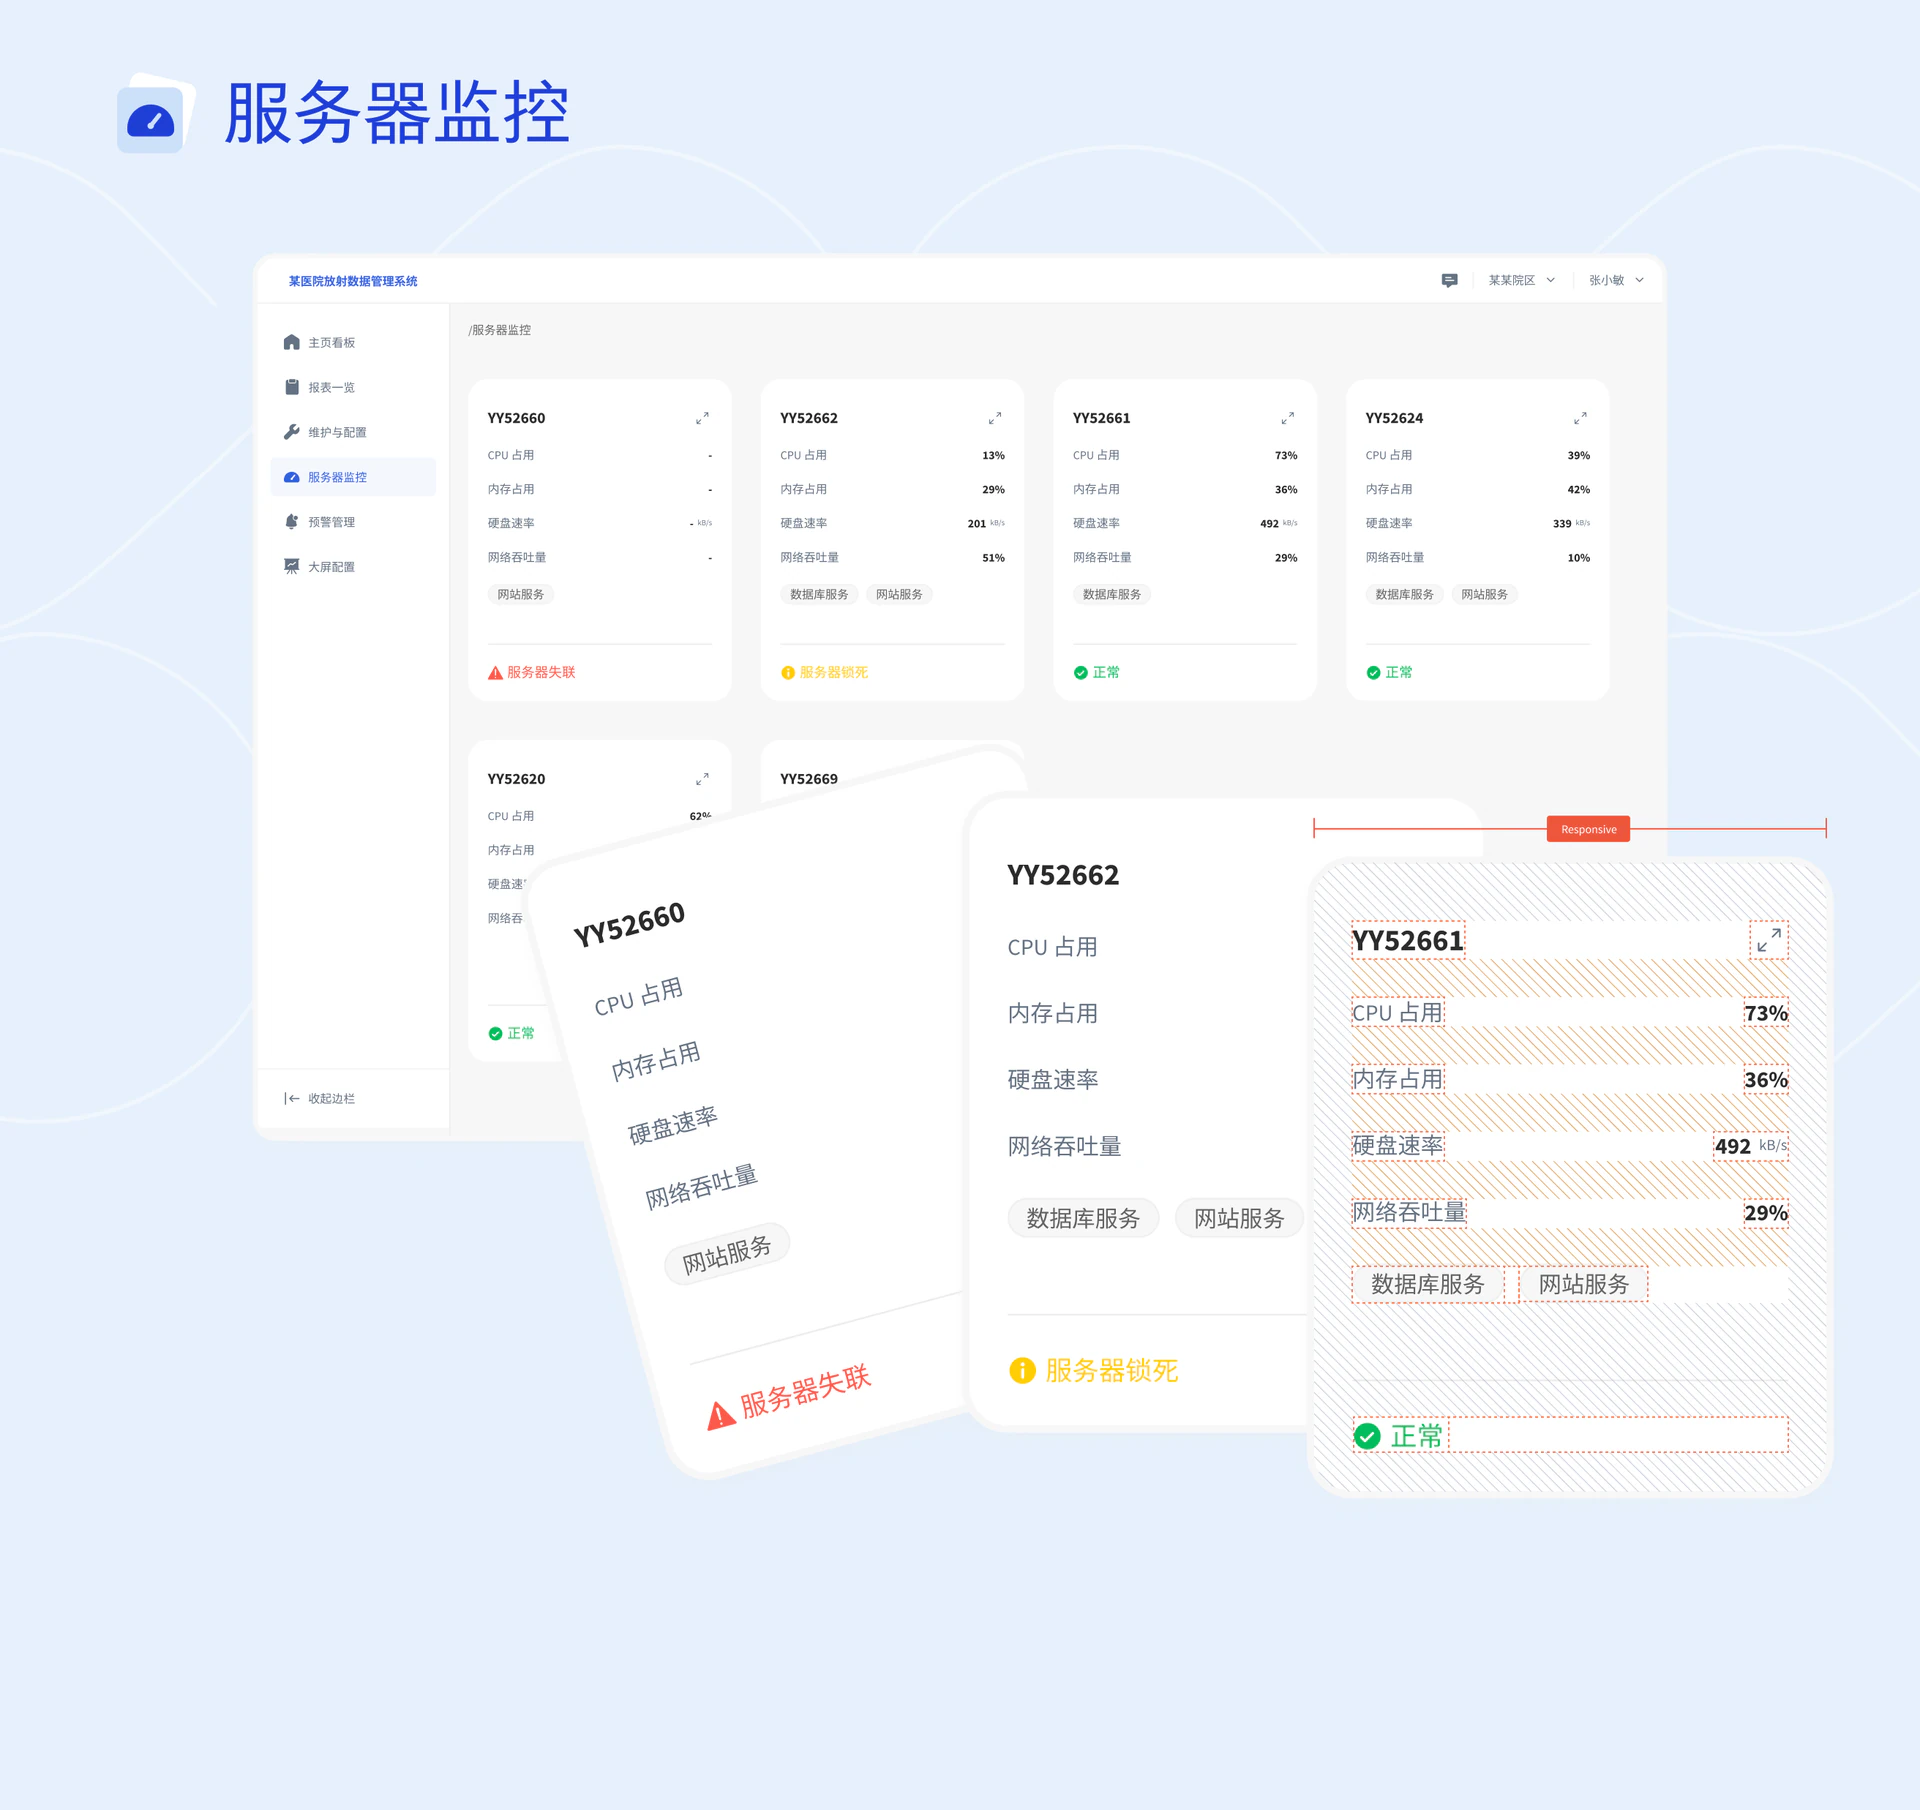 服务器监控
某医院放射数据管理系统
某某院区
张小敏
主页看板
报表一览
维护与配置
服务器监控
预警管理
大屏配置
收起边栏
/服务器监控
YY52660
CPU 占用 -
内存占用 -
硬盘速率 - kB/s
网络吞吐量 -
网站服务
服务器失联
YY52662
CPU 占用 13%
内存占用 29%
硬盘速率 201 kB/s
网络吞吐量 51%
数据库服务 网站服务
服务器锁死
YY52661
CPU 占用 73%
内存占用 36%
硬盘速率 492 kB/s
网络吞吐量 29%
数据库服务
正常
YY52624
CPU 占用 39%
内存占用 42%
硬盘速率 339 kB/s
网络吞吐量 10%
数据库服务 网站服务
正常
YY52620
CPU 占用 62%
内存占用
硬盘速
网络吞
正常
YY52669
YY52660
CPU 占用
内存占用
硬盘速率
网络吞吐量
网站服务
服务器失联
YY52662
CPU 占用
内存占用
硬盘速率
网络吞吐量
数据库服务 网站服务
服务器锁死
Responsive
YY52661
CPU 占用 73%
内存占用 36%
硬盘速率 492 kB/s
网络吞吐量 29%
数据库服务 网站服务
正常